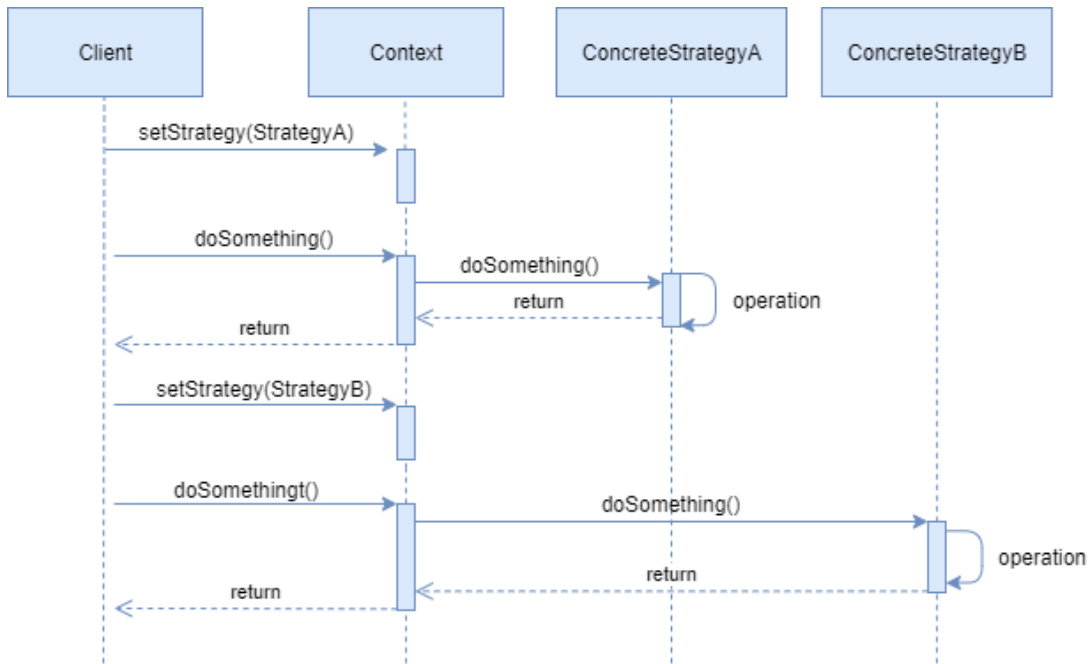 Client
Context
ConcreteStrategyA
ConcreteStrategyB
setStrategy(StrategyA)
doSomething()
doSomething()
return
operation
return
setStrategy(StrategyB)
doSomethingt()
doSomething()
operation
return
return